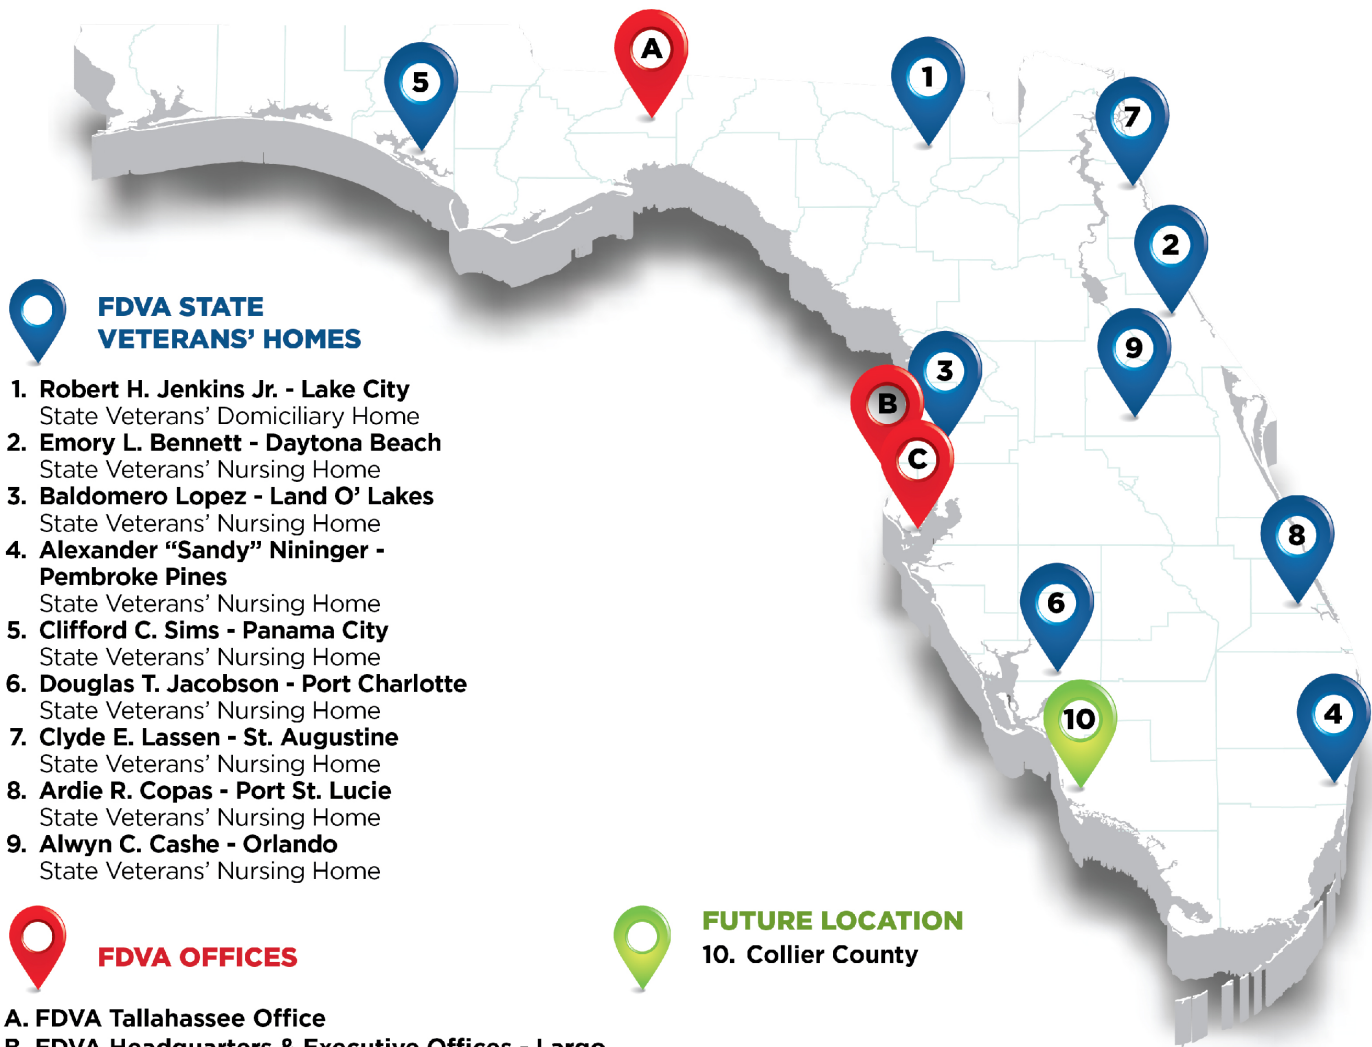 5
A
1
7
2
9
3
B
C
8
6
10
4
FDVA STATE
VETERANS’ HOMES
1. Robert H. Jenkins Jr. - Lake City
State Veterans’ Domiciliary Home
2. Emory L. Bennett - Daytona Beach
State Veterans’ Nursing Home
3. Baldomero Lopez - Land O’ Lakes
State Veterans’ Nursing Home
4. Alexander “Sandy” Nininger -
Pembroke Pines
State Veterans’ Nursing Home
5. Clifford C. Sims - Panama City
State Veterans’ Nursing Home
6. Douglas T. Jacobson - Port Charlotte
State Veterans’ Nursing Home
7. Clyde E. Lassen - St. Augustine
State Veterans’ Nursing Home
8. Ardie R. Copas - Port St. Lucie
State Veterans’ Nursing Home
9. Alwyn C. Cashe - Orlando
State Veterans’ Nursing Home
FDVA OFFICES
A. FDVA Tallahassee Office
B. FDVA Headquarters & Executive Offices - Largo
FUTURE LOCATION
10. Collier County